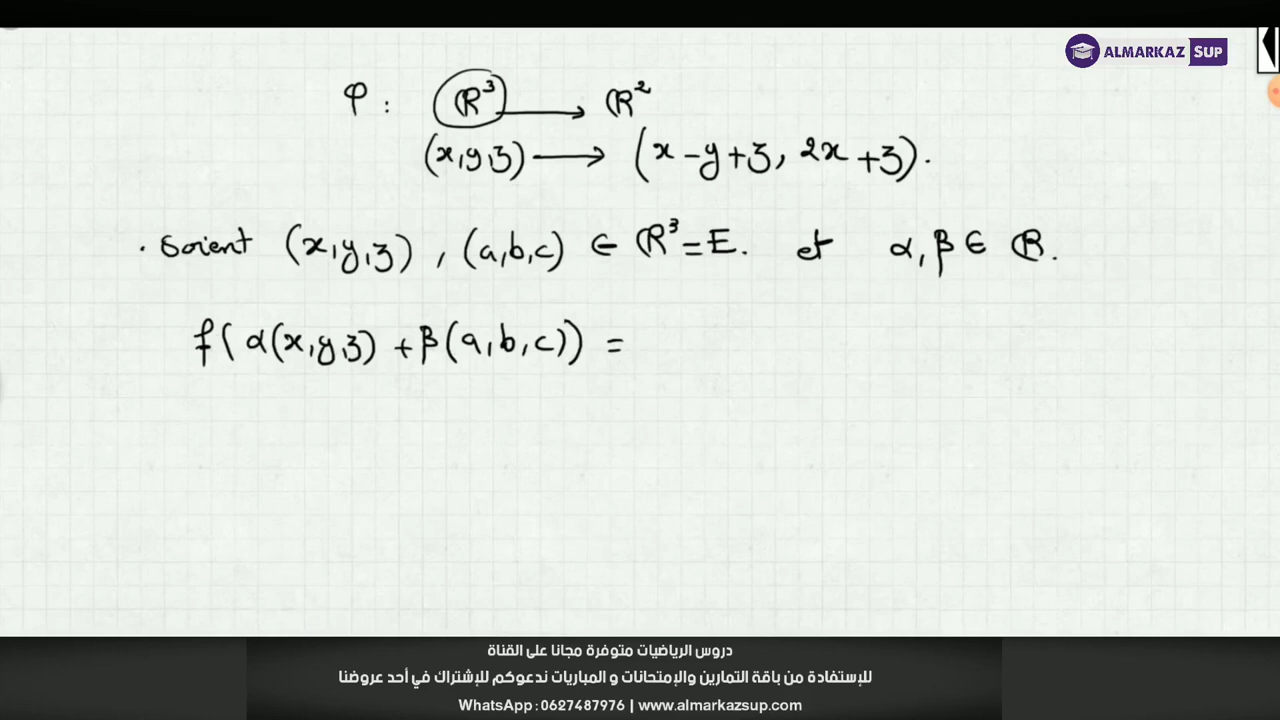 ALMARKAZ SUP
φ : ℝ³ ⟶ ℝ²
(x,y,z) ⟶ (x-y+z, 2x+z).
. Soient (x,y,z), (a,b,c) ∈ ℝ³=E. et α,β ∈ ℝ.
f(α(x,y,z) + β(a,b,c)) =
دروس الرياضيات متوفرة مجانا على القناة
للإستفادة من باقة التمارين والإمتحانات و المباريات ندعوكم للإشتراك في أحد عروضنا
WhatsApp : 0627487976 | www.almarkazsup.com